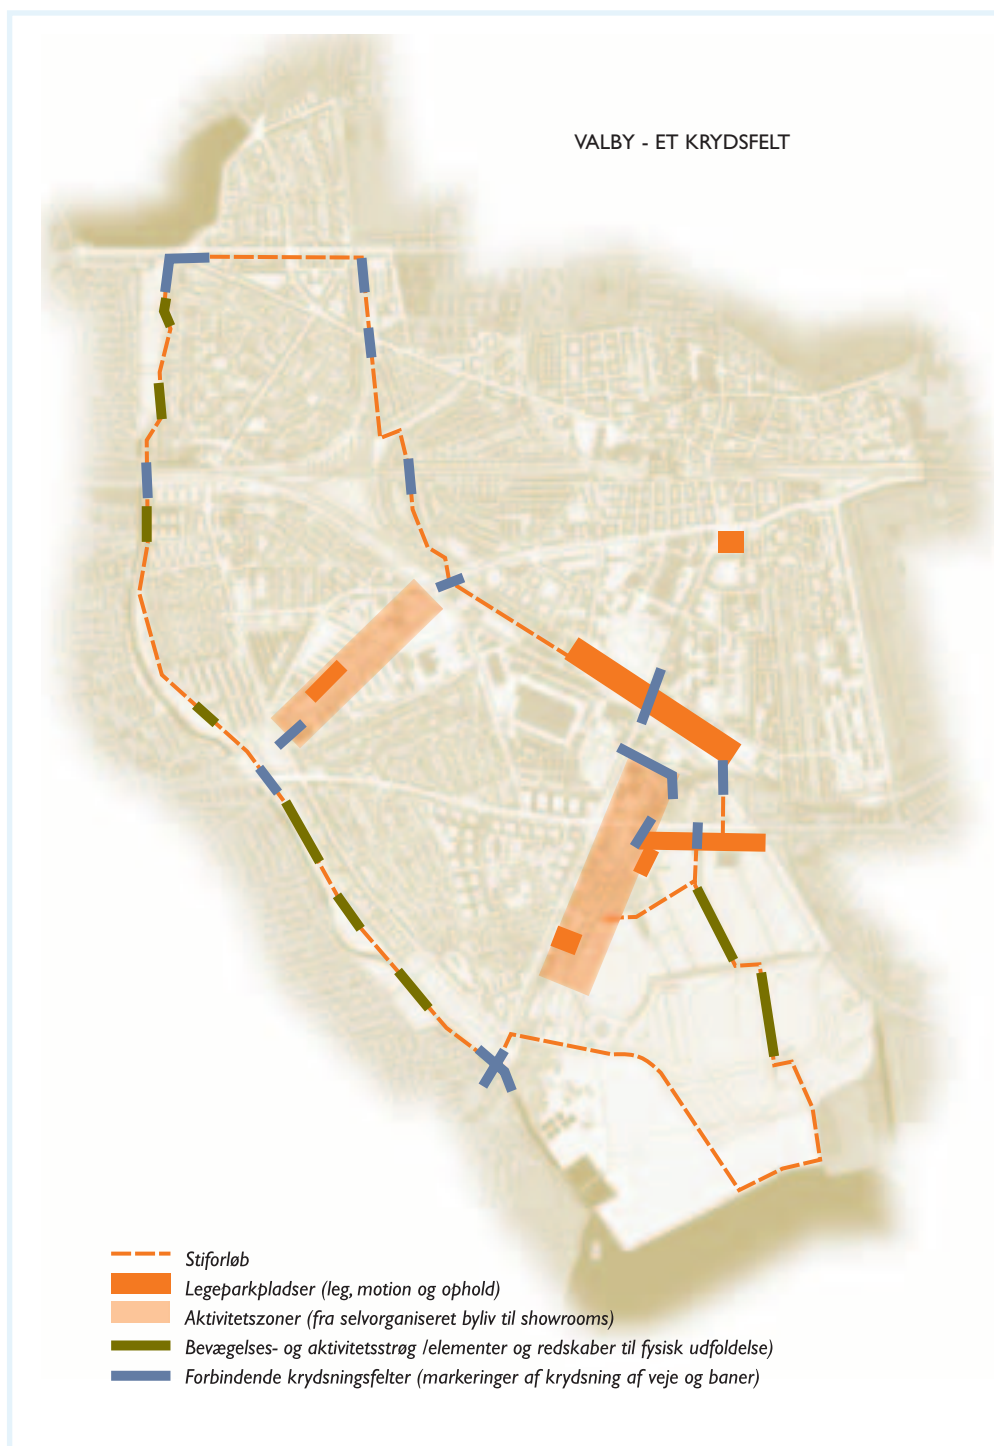 VALBY - ET KRYDSFELT
Stiforløb
Legeparkpladser (leg, motion og ophold)
Aktivitetszoner (fra selvorganiseret byliv til showrooms)
Bevægelses- og aktivitetsstrøg /elementer og redskaber til fysisk udfoldelse)
Forbindende krydsningsfelter (markeringer af krydsning af veje og baner)